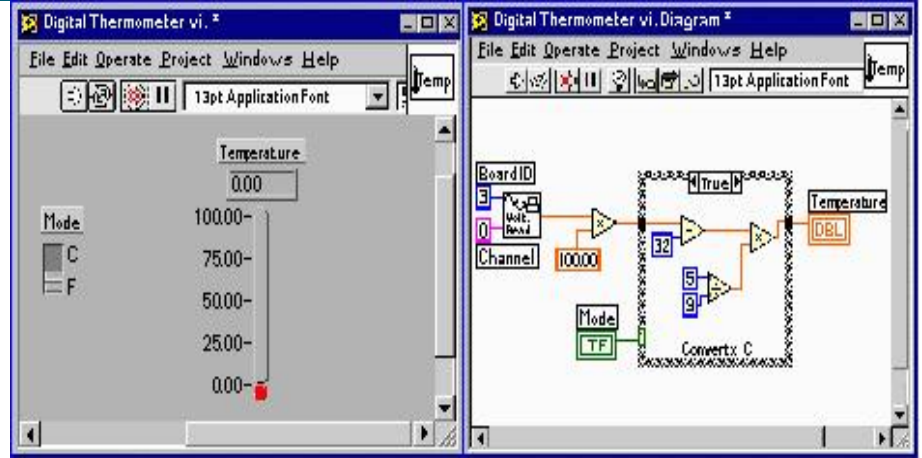 Digital Thermometer vi. *
File Edit Operate Project Windows Help
Temp
13pt Application Font
Temperature
0.00
Mode
C
F
100.00
75.00
50.00
25.00
0.00
Digital Thermometer vi. Diagram *
File Edit Operate Project Windows Help
Temp
13pt Application Font
Board ID
3
Volt.
Read
0
Channel
100.00
True
32
5
9
Convertx C
Mode
TF
Temperature
DBL